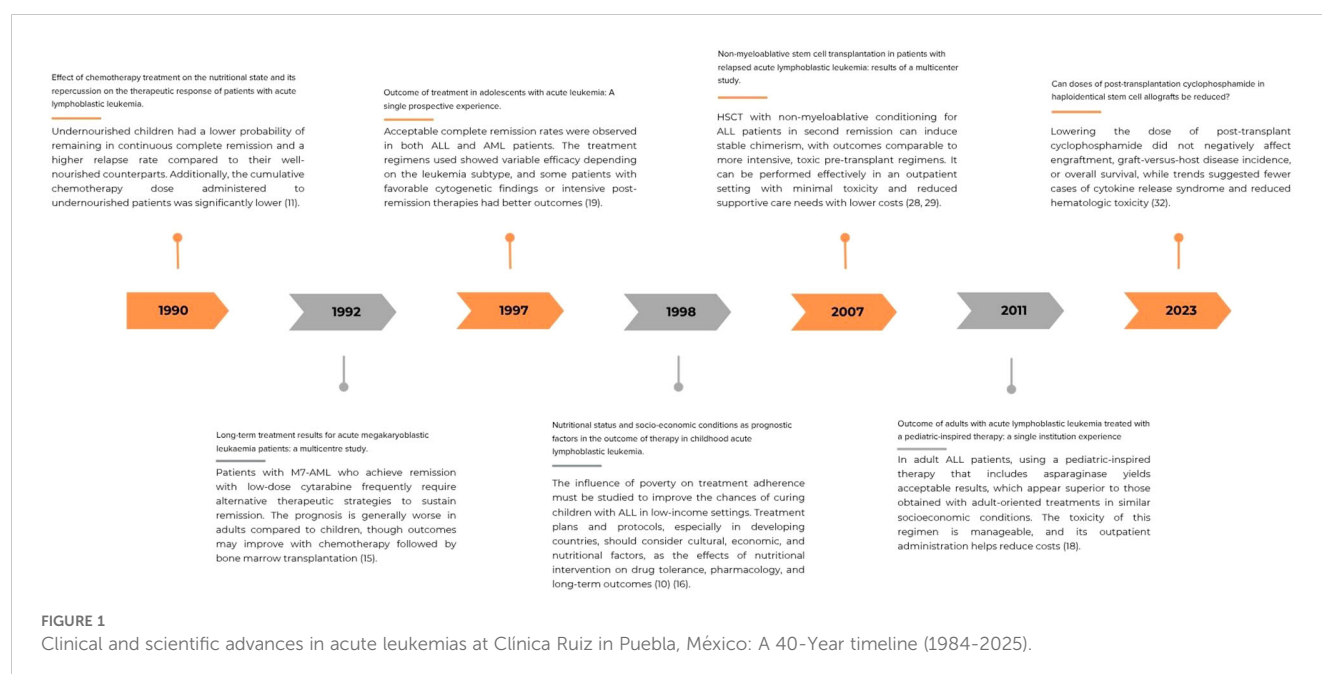 Effect of chemotherapy treatment on the nutritional state and its
repercussion on the therapeutic response of patients with acute
lymphoblastic leukemia.
Undernourished children had a lower probability of
remaining in continuous complete remission and a
higher relapse rate compared to their well-
nourished counterparts. Additionally, the cumulative
chemotherapy dose administered to
undernourished patients was significantly lower (11).
Outcome of treatment in adolescents with acute leukemia: A
single prospective experience.
Acceptable complete remission rates were observed
in both ALL and AML patients. The treatment
regimens used showed variable efficacy depending
on the leukemia subtype, and some patients with
favorable cytogenetic findings or intensive post-
remission therapies had better outcomes (19).
Non-myeloablative stem cell transplantation in patients with
relapsed acute lymphoblastic leukemia: results of a multicenter
study.
HSCT with non-myeloablative conditioning for
ALL patients in second remission can induce
stable chimerism, with outcomes comparable to
more intensive, toxic pre-transplant regimens. It
can be performed effectively in an outpatient
setting with minimal toxicity and reduced
supportive care needs with lower costs (28, 29).
Can doses of post-transplantation cyclophosphamide in
haploidentical stem cell allografts be reduced?
Lowering the dose of post-transplant
cyclophosphamide did not negatively affect
engraftment, graft-versus-host disease incidence,
or overall survival, while trends suggested fewer
cases of cytokine release syndrome and reduced
hematologic toxicity (32).
1990
1992
1997
1998
2007
2011
2023
Long-term treatment results for acute megakaryoblastic
leukaemia patients: a multicentre study.
Patients with M7-AML who achieve remission
with low-dose cytarabine frequently require
alternative therapeutic strategies to sustain
remission. The prognosis is generally worse in
adults compared to children, though outcomes
may improve with chemotherapy followed by
bone marrow transplantation (15).
Nutritional status and socio-economic conditions as prognostic
factors in the outcome of therapy in childhood acute
lymphoblastic leukemia.
The influence of poverty on treatment adherence
must be studied to improve the chances of curing
children with ALL in low-income settings. Treatment
plans and protocols, especially in developing
countries, should consider cultural, economic, and
nutritional factors, as the effects of nutritional
intervention on drug tolerance, pharmacology, and
long-term outcomes (10) (16).
Outcome of adults with acute lymphoblastic leukemia treated with
a pediatric-inspired therapy: a single institution experience
In adult ALL patients, using a pediatric-inspired
therapy that includes asparaginase yields
acceptable results, which appear superior to those
obtained with adult-oriented treatments in similar
socioeconomic conditions. The toxicity of this
regimen is manageable, and its outpatient
administration helps reduce costs (18).
FIGURE 1
Clinical and scientific advances in acute leukemias at Clínica Ruiz in Puebla, México: A 40-Year timeline (1984-2025).